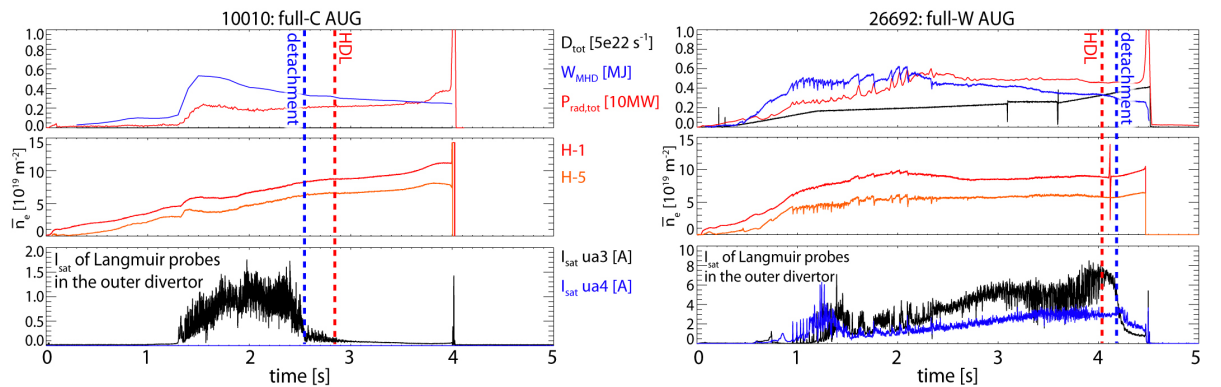 10010: full-C AUG
1.0
0.8
0.6
0.4
0.2
0.0
detachment
HDL
D_tot [5e22 s⁻¹]
W_MHD [MJ]
P_rad,tot [10MW]
n̅_e [10¹⁹ m⁻²]
10
5
0
H-1
H-5
2.0
1.5
1.0
0.5
0.0
I_sat of Langmuir probes
in the outer divertor
I_sat ua3 [A]
I_sat ua4 [A]
0 1 2 3 4 5
time [s]
26692: full-W AUG
1.0
0.8
0.6
0.4
0.2
0.0
HDL
detachment
n̅_e [10¹⁹ m⁻²]
15
10
5
0
10
8
6
4
2
0
I_sat of Langmuir probes
in the outer divertor
0 1 2 3 4 5
time [s]